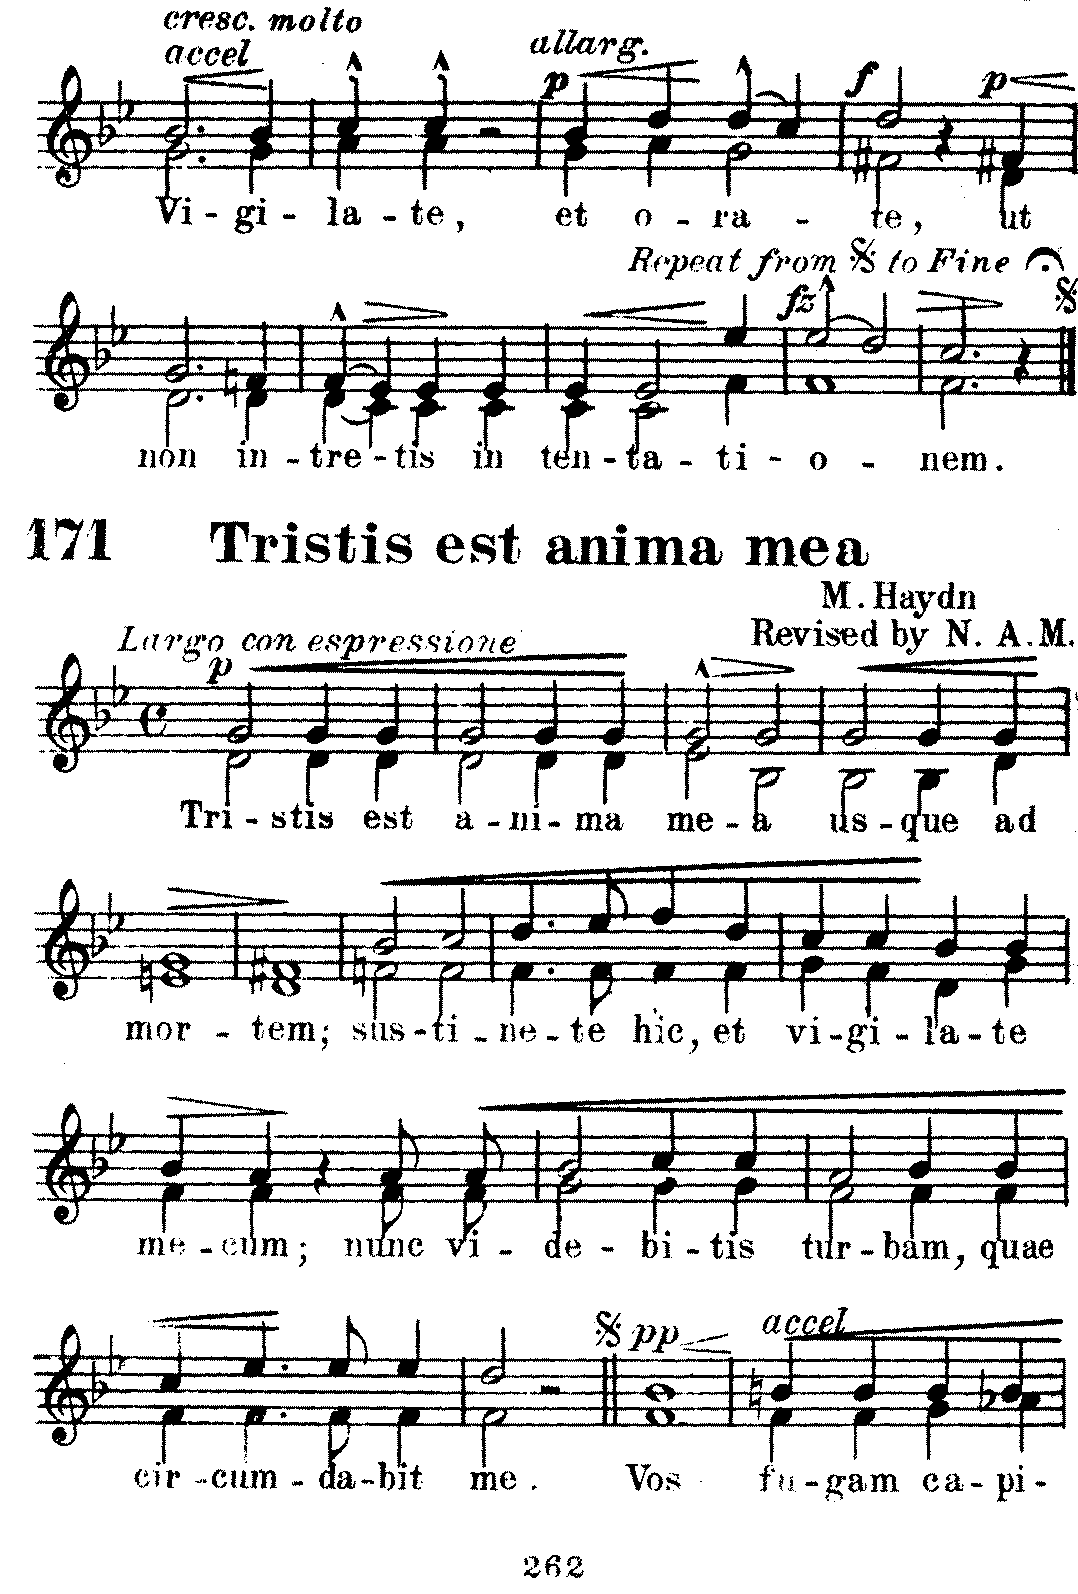 cresc. molto
accel
allarg.
p f p
Vi - gi - la - te, et o - ra - te, ut
Repeat from 𝄋 to Fine
fz
non in - tre - tis in ten - ta - ti - o - nem.
171 Tristis est anima mea
M. Haydn
Revised by N. A. M.
Largo con espressione
p
Tri - stis est a - ni - ma me - a us - que ad
mor - tem; sus - ti - ne - te hic, et vi - gi - la - te
me - cum; nunc vi - de - bi - tis tur - bam, quae
pp accel
cir - cum - da - bit me. Vos fu - gam ca - pi -
262